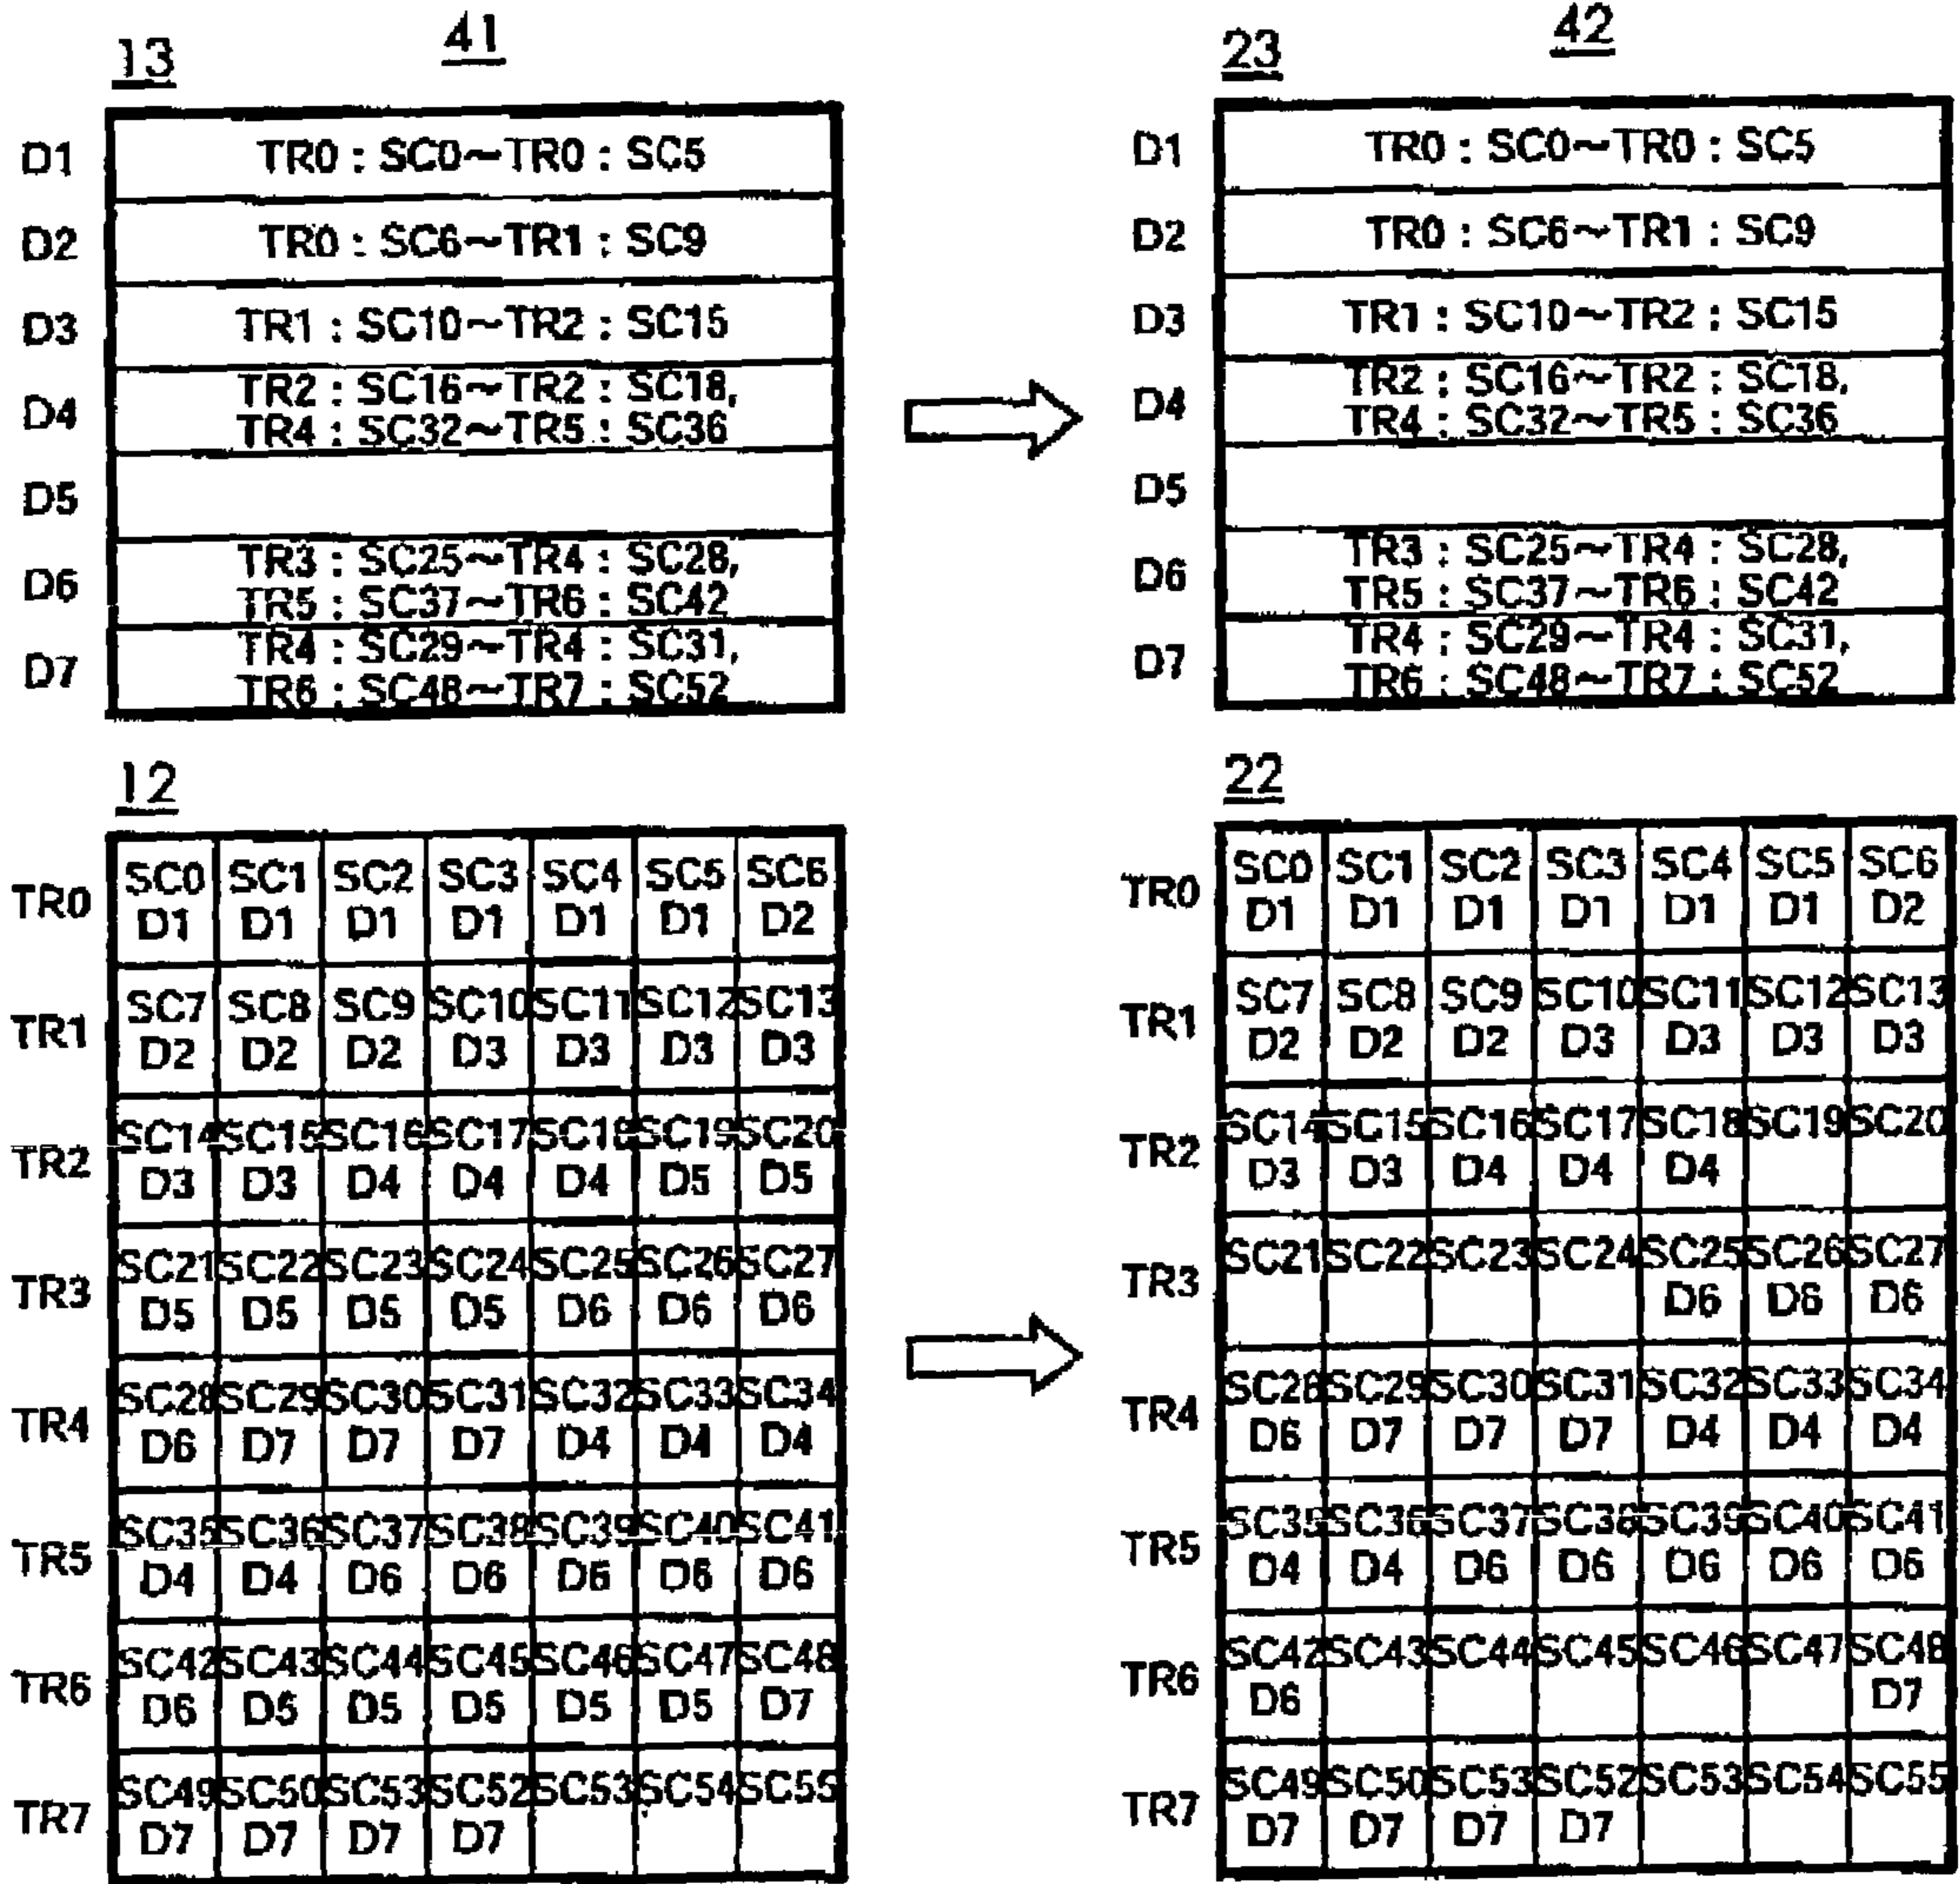 13 41
D1 TR0 : SC0~TR0 : SC5
D2 TR0 : SC6~TR1 : SC9
D3 TR1 : SC10~TR2 : SC15
D4 TR2 : SC16~TR2 : SC18,
TR4 : SC32~TR5 : SC36
D5
D6 TR3 : SC25~TR4 : SC28,
TR5 : SC37~TR6 : SC42
D7 TR4 : SC29~TR4 : SC31,
TR6 : SC48~TR7 : SC52
23 42
D1 TR0 : SC0~TR0 : SC5
D2 TR0 : SC6~TR1 : SC9
D3 TR1 : SC10~TR2 : SC15
D4 TR2 : SC16~TR2 : SC18,
TR4 : SC32~TR5 : SC36
D5
D6 TR3 : SC25~TR4 : SC28,
TR5 : SC37~TR6 : SC42
D7 TR4 : SC29~TR4 : SC31,
TR6 : SC48~TR7 : SC52
12
TR0 SC0 SC1 SC2 SC3 SC4 SC5 SC6
D1 D1 D1 D1 D1 D1 D2
TR1 SC7 SC8 SC9 SC10 SC11 SC12 SC13
D2 D2 D2 D3 D3 D3 D3
TR2 SC14 SC15 SC16 SC17 SC18 SC19 SC20
D3 D3 D4 D4 D4 D5 D5
TR3 SC21 SC22 SC23 SC24 SC25 SC26 SC27
D5 D5 D5 D5 D6 D6 D6
TR4 SC28 SC29 SC30 SC31 SC32 SC33 SC34
D6 D7 D7 D7 D4 D4 D4
TR5 SC35 SC36 SC37 SC38 SC39 SC40 SC41
D4 D4 D6 D6 D6 D6 D6
TR6 SC42 SC43 SC44 SC45 SC46 SC47 SC48
D6 D5 D5 D5 D5 D5 D7
TR7 SC49 SC50 SC53 SC52 SC53 SC54 SC55
D7 D7 D7 D7
22
TR0 SC0 SC1 SC2 SC3 SC4 SC5 SC6
D1 D1 D1 D1 D1 D1 D2
TR1 SC7 SC8 SC9 SC10 SC11 SC12 SC13
D2 D2 D2 D3 D3 D3 D3
TR2 SC14 SC15 SC16 SC17 SC18 SC19 SC20
D3 D3 D4 D4 D4
TR3 SC21 SC22 SC23 SC24 SC25 SC26 SC27
D6 D6 D6
TR4 SC28 SC29 SC30 SC31 SC32 SC33 SC34
D6 D7 D7 D7 D4 D4 D4
TR5 SC35 SC36 SC37 SC38 SC39 SC40 SC41
D4 D4 D6 D6 D6 D6 D6
TR6 SC42 SC43 SC44 SC45 SC46 SC47 SC48
D6 D7
TR7 SC49 SC50 SC53 SC52 SC53 SC54 SC55
D7 D7 D7 D7